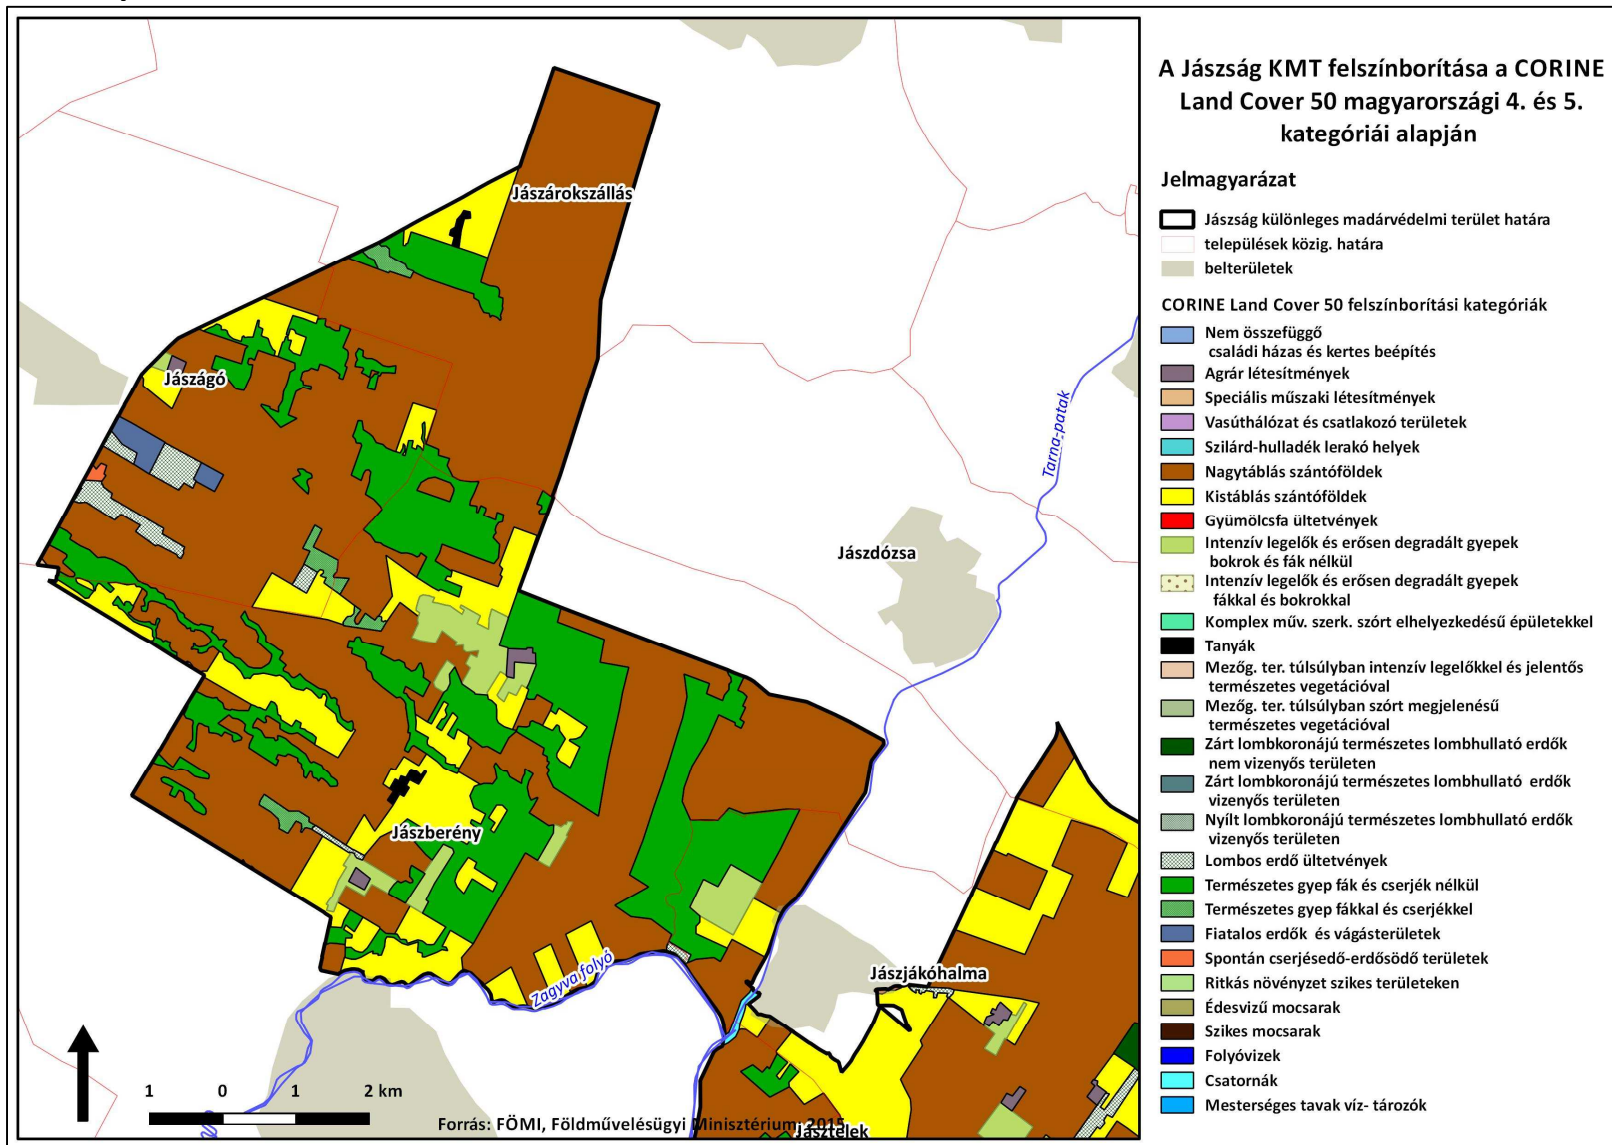 A Jászság KMT felszínborítása a CORINE
Land Cover 50 magyarországi 4. és 5.
kategóriái alapján
Jelmagyarázat
Jászság különleges madárvédelmi terület határa
települések közig. határa
belterületek
CORINE Land Cover 50 felszínborítási kategóriák
Nem összefüggő
családi házas és kertes beépítés
Agrár létesítmények
Speciális műszaki létesítmények
Vasúthálózat és csatlakozó területek
Szilárd-hulladék lerakó helyek
Nagytáblás szántóföldek
Kistáblás szántóföldek
Gyümölcsfa ültetvények
Intenzív legelők és erősen degradált gyepek
bokrok és fák nélkül
Intenzív legelők és erősen degradált gyepek
fákkal és bokrokkal
Komplex műv. szerk. szórt elhelyezkedésű épületekkel
Tanyák
Mezőg. ter. túlsúlyban intenzív legelőkkel és jelentős
természetes vegetációval
Mezőg. ter. túlsúlyban szórt megjelenésű
természetes vegetációval
Zárt lombkoronájú természetes lombhullató erdők
nem vizenyős területen
Zárt lombkoronájú természetes lombhullató erdők
vizenyős területen
Nyílt lombkoronájú természetes lombhullató erdők
vizenyős területen
Lombos erdő ültetvények
Természetes gyep fák és cserjék nélkül
Természetes gyep fákkal és cserjékkel
Fiatalos erdők és vágásterületek
Spontán cserjésedő-erdősödő területek
Ritkás növényzet szikes területeken
Édesvizű mocsarak
Szikes mocsarak
Folyóvizek
Csatornák
Mesterséges tavak víz- tározók
Jászárokszállás
Jászágó
Tarna-patak
Jászdózsa
Jászberény
Jászjákóhalma
Zagyva folyó
1 0 1 2 km
Forrás: FÖMI, Földművelésügyi Minisztérium, 2015
Jásztelek